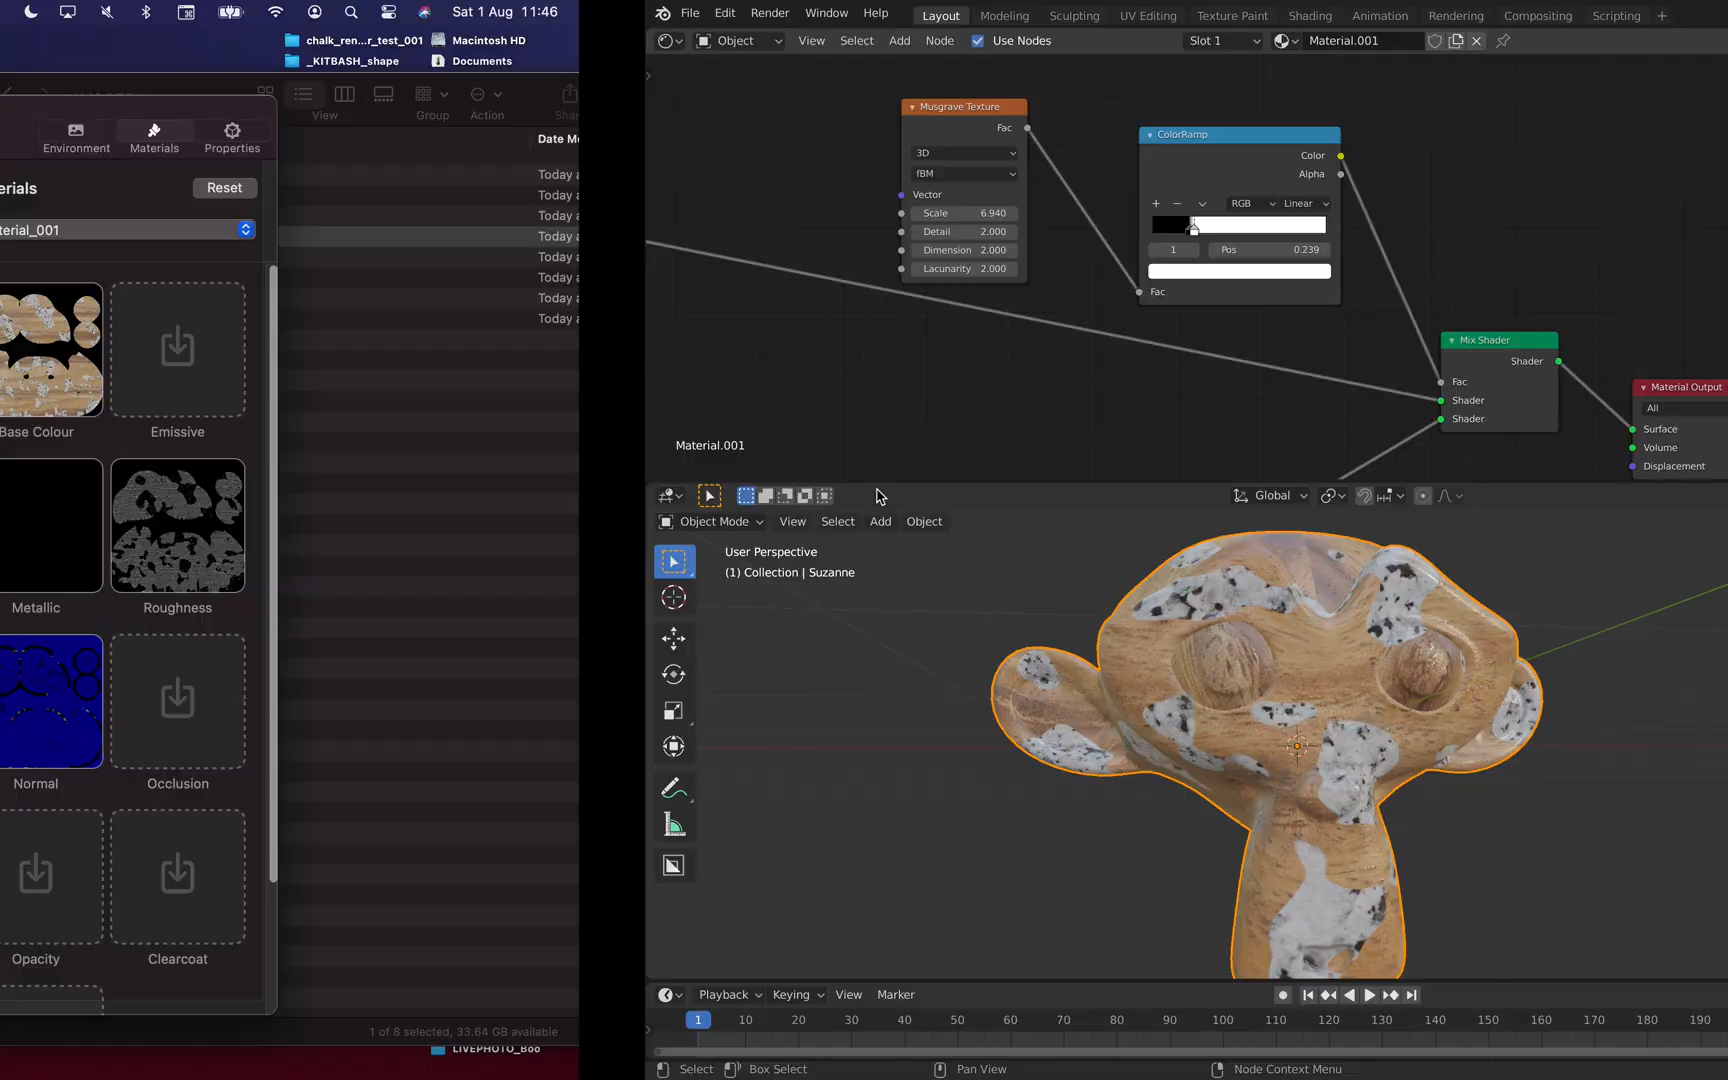 Sat 1 Aug 11:46
chalk_ren...r_test_001
Macintosh HD
_KITBASH_shape
Documents
View
Group
Action
Environment
Materials
Properties
Date M
Reset
erial_001
Today a
Today a
Today a
Today a
Today a
Today a
Today a
Today a
Base Colour
Emissive
Metallic
Roughness
Normal
Occlusion
Opacity
Clearcoat
1 of 8 selected, 33.64 GB available
LIVEPHOTO_Boo
File Edit Render Window Help
Layout Modeling Sculpting UV Editing Texture Paint Shading Animation Rendering Compositing Scripting
Object View Select Add Node Use Nodes Slot 1 Material.001
Musgrave Texture
Fac
3D
fBM
Vector
Scale 6.940
Detail 2.000
Dimension 2.000
Lacunarity 2.000
ColorRamp
Color
Alpha
RGB Linear
1 Pos 0.239
Fac
Mix Shader
Shader
Fac
Shader
Shader
Material Output
All
Surface
Volume
Displacement
Material.001
Global
Object Mode View Select Add Object
User Perspective
(1) Collection | Suzanne
Playback Keying View Marker
1 10 20 30 40 50 60 70 80 90 100 110 120 130 140 150 160 170 180 190
Select Box Select Pan View Node Context Menu